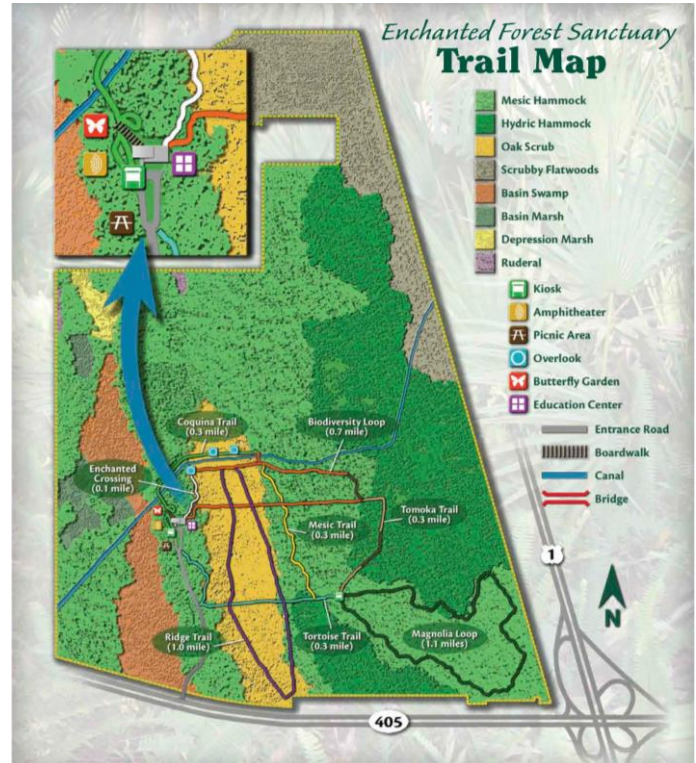 Enchanted Forest Sanctuary
Trail Map
Mesic Hammock
Hydric Hammock
Oak Scrub
Scrubby Flatwoods
Basin Swamp
Basin Marsh
Depression Marsh
Ruderal
Kiosk
Amphitheater
Picnic Area
Overlook
Butterfly Garden
Education Center
Entrance Road
Boardwalk
Canal
Bridge
Coquina Trail
(0.3 mile)
Biodiversity Loop
(0.7 mile)
Enchanted
Crossing
(0.1 mile)
Mesic Trail
(0.3 mile)
Tomoka Trail
(0.3 mile)
Ridge Trail
(1.0 mile)
Tortoise Trail
(0.3 mile)
Magnolia Loop
(1.1 miles)
1
N
405